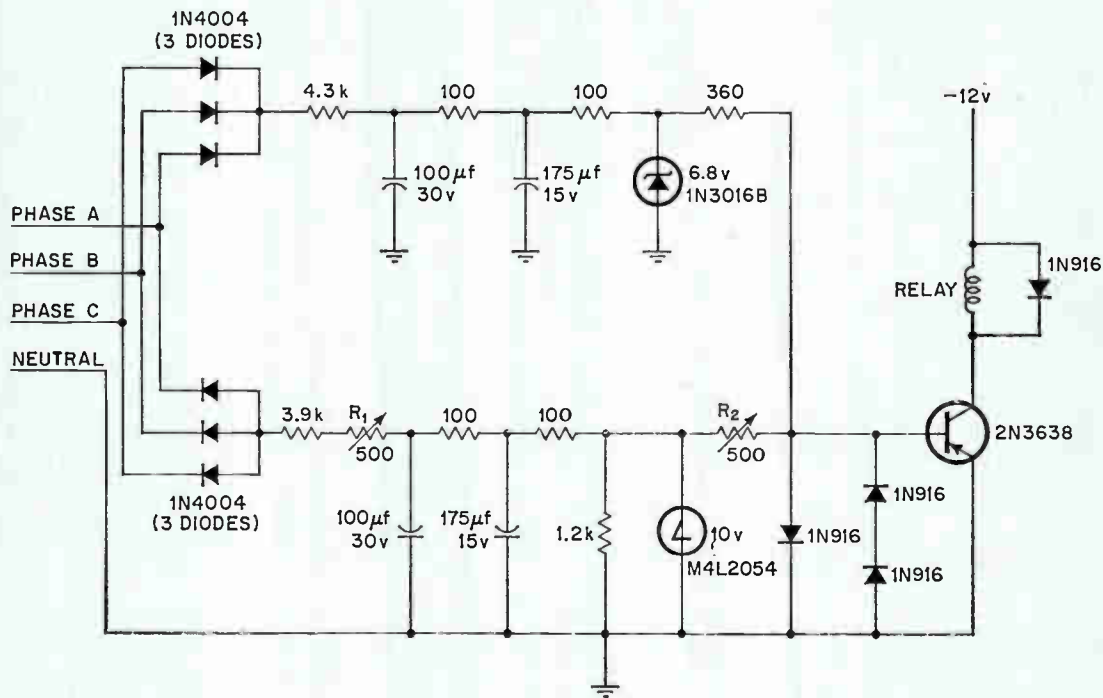 1N4004
(3 DIODES)
4.3k
100
100
360
-12v
100μf
30v
175μf
15v
6.8v
1N3016B
PHASE A
PHASE B
PHASE C
NEUTRAL
RELAY
1N916
3.9k
R₁
500
100
100
R₂
500
2N3638
1N4004
(3 DIODES)
100μf
30v
175μf
15v
1.2k
10v
M4L2054
1N916
1N916
1N916